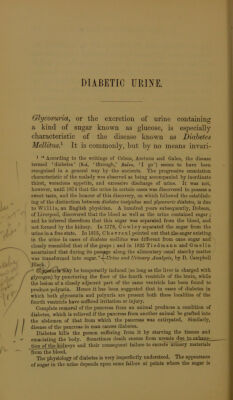 DIABETIC URINE.
Glycosuria, or the excretion of urine containing
a kind of sugar known as glucose, is especially
characteristic of the disease known as Diabetes
Mellitus.¹ It is commonly, but by no means invari-
¹ “ According to the writings of Celsus, Aretæus and Galen, the disease
termed ‘diabetes’ (διά, ‘through,’ βαίνω, ‘I go’) seems to have been
recognised in a general way by the ancients. The progressive emaciation
characteristic of the malady was observed as being accompanied by inordinate
thirst, voracious appetite, and excessive discharge of urine. It was not,
however, until 1674 that the urine in certain cases was discovered to possess a
sweet taste, and the honour of this discovery, on which followed the recognis-
ing of the distinction between diabetes insipidus and glycosuric diabetes, is due
to Willis, an English physician. A hundred years subsequently, Dobson,
of Liverpool, discovered that the blood as well as the urine contained sugar ;
and he inferred therefrom that this sugar was separated from the blood, and
not formed by the kidney. In 1778, Cowley separated the sugar from the
urine in a free state. In 1815, Chevreul pointed out that the sugar existing
in the urine in cases of diabetes mellitus was different from cane sugar and
closely resembled that of the grape ; and in 1825 Tiedmann and Gmelin
ascertained that during its passage along the alimentary canal starchy matter
was transformed into sugar.”—Urine and Urinary Analysis, by D. Campbell
Black.
Glycosuria may be temporarily induced (so long as the liver is charged with
glycogen) by puncturing the floor of the fourth ventricle of the brain, while
the lesion of a closely adjacent part of the same ventricle has been found to
produce polyuria. Hence it has been suggested that in cases of diabetes in
which both glycosuria and polyuria are present both these localities of the
fourth ventricle have suffered irritation or injury.
Complete removal of the pancreas from an animal produces a condition of
diabetes, which is relieved if the pancreas from another animal be grafted into
the abdomen of that from which the pancreas was extirpated. Similarly,
disease of the pancreas in man causes diabetes.
Diabetes kills the person suffering from it by starving the tissues and
emaciating the body. Sometimes death ensues from uræmia due to exhaus-
tion of the kidneys and their consequent failure to excrete urinary materials
from the blood.
The physiology of diabetes is very imperfectly understood. The appearance
of sugar in the urine depends upon some failure at points where the sugar is